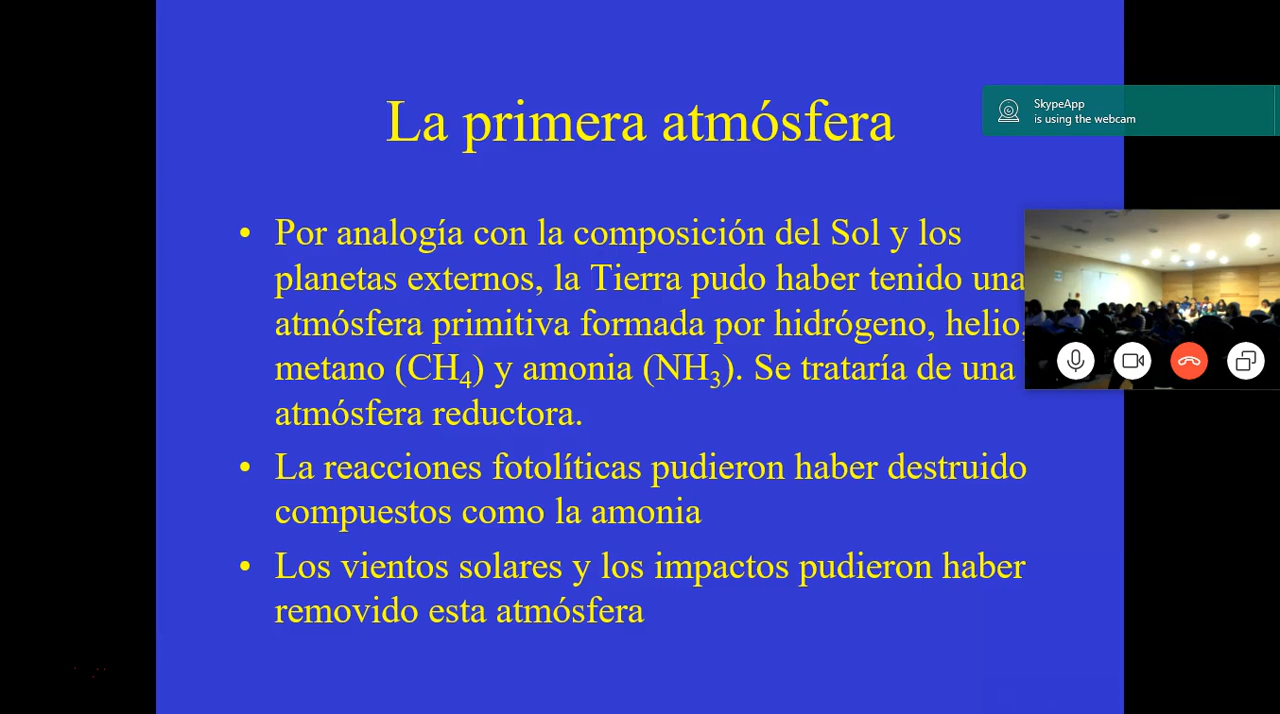 La primera atmósfera
SkypeApp
is using the webcam
• Por analogía con la composición del Sol y los
planetas externos, la Tierra pudo haber tenido una
atmósfera primitiva formada por hidrógeno, helio,
metano (CH₄) y amonia (NH₃). Se trataría de una
atmósfera reductora.
• La reacciones fotolíticas pudieron haber destruido
compuestos como la amonia
• Los vientos solares y los impactos pudieron haber
removido esta atmósfera